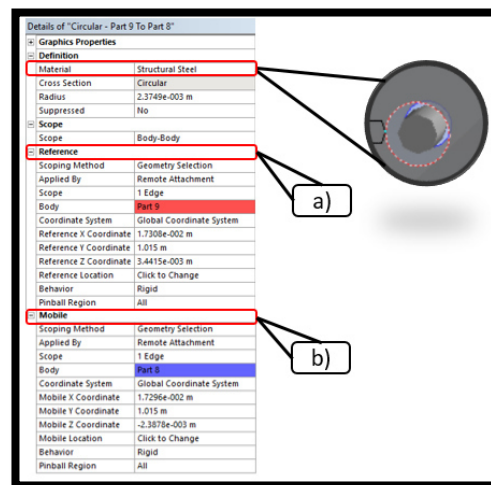 Details of "Circular - Part 9 To Part 8"
Graphics Properties
Definition
Material Structural Steel
Cross Section Circular
Radius 2.3749e-003 m
Suppressed No
Scope
Scope Body-Body
Reference
Scoping Method Geometry Selection
Applied By Remote Attachment
Scope 1 Edge
Body Part 9
Coordinate System Global Coordinate System
Reference X Coordinate 1.7308e-002 m
Reference Y Coordinate 1.015 m
Reference Z Coordinate 3.4415e-003 m
Reference Location Click to Change
Behavior Rigid
Pinball Region All
Mobile
Scoping Method Geometry Selection
Applied By Remote Attachment
Scope 1 Edge
Body Part 8
Coordinate System Global Coordinate System
Mobile X Coordinate 1.7296e-002 m
Mobile Y Coordinate 1.015 m
Mobile Z Coordinate -2.3878e-003 m
Mobile Location Click to Change
Behavior Rigid
Pinball Region All
a)
b)